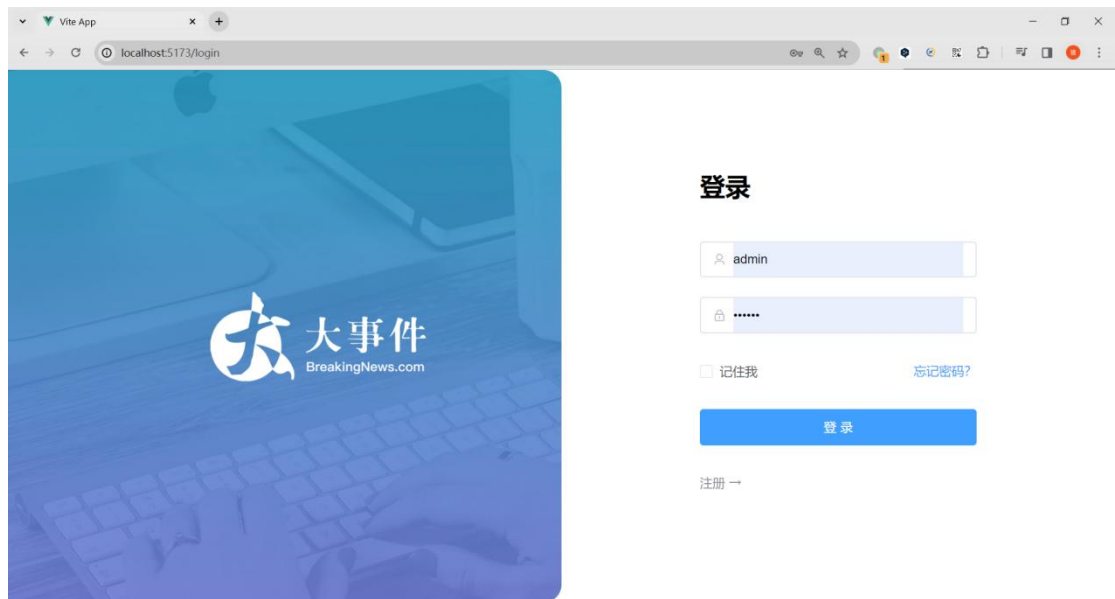 Vite App
localhost:5173/login
1
登录
admin
••••••
大事件
BreakingNews.com
记住我 忘记密码?
登 录
注册 →